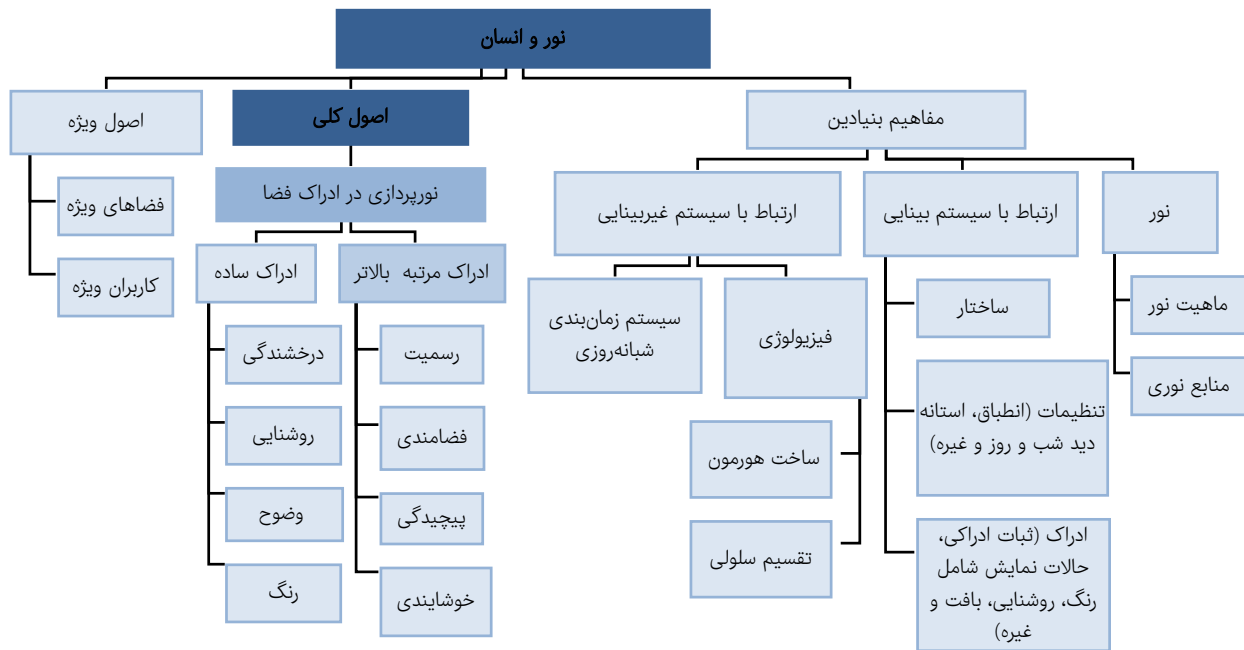 نور و انسان
مفاهیم بنیادین
اصول کلی
اصول ویژه
نور
ارتباط با سیستم بینایی
ارتباط با سیستم غیربینایی
نورپردازی در ادراک فضا
فضاهای ویژه
کاربران ویژه
ماهیت نور
منابع نوری
ساختار
تنظیمات (انطباق، استانه
دید شب و روز و غیره)
ادراک (ثبات ادراکی،
حالات نمایش شامل
رنگ، روشنایی، بافت و
غیره)
فیزیولوژی
سیستم زمان‌بندی
شبانه‌روزی
ساخت هورمون
تقسیم سلولی
ادراک مرتبه بالاتر
رسمیت
فضامندی
پیچیدگی
خوشایندی
ادراک ساده
درخشندگی
روشنایی
وضوح
رنگ